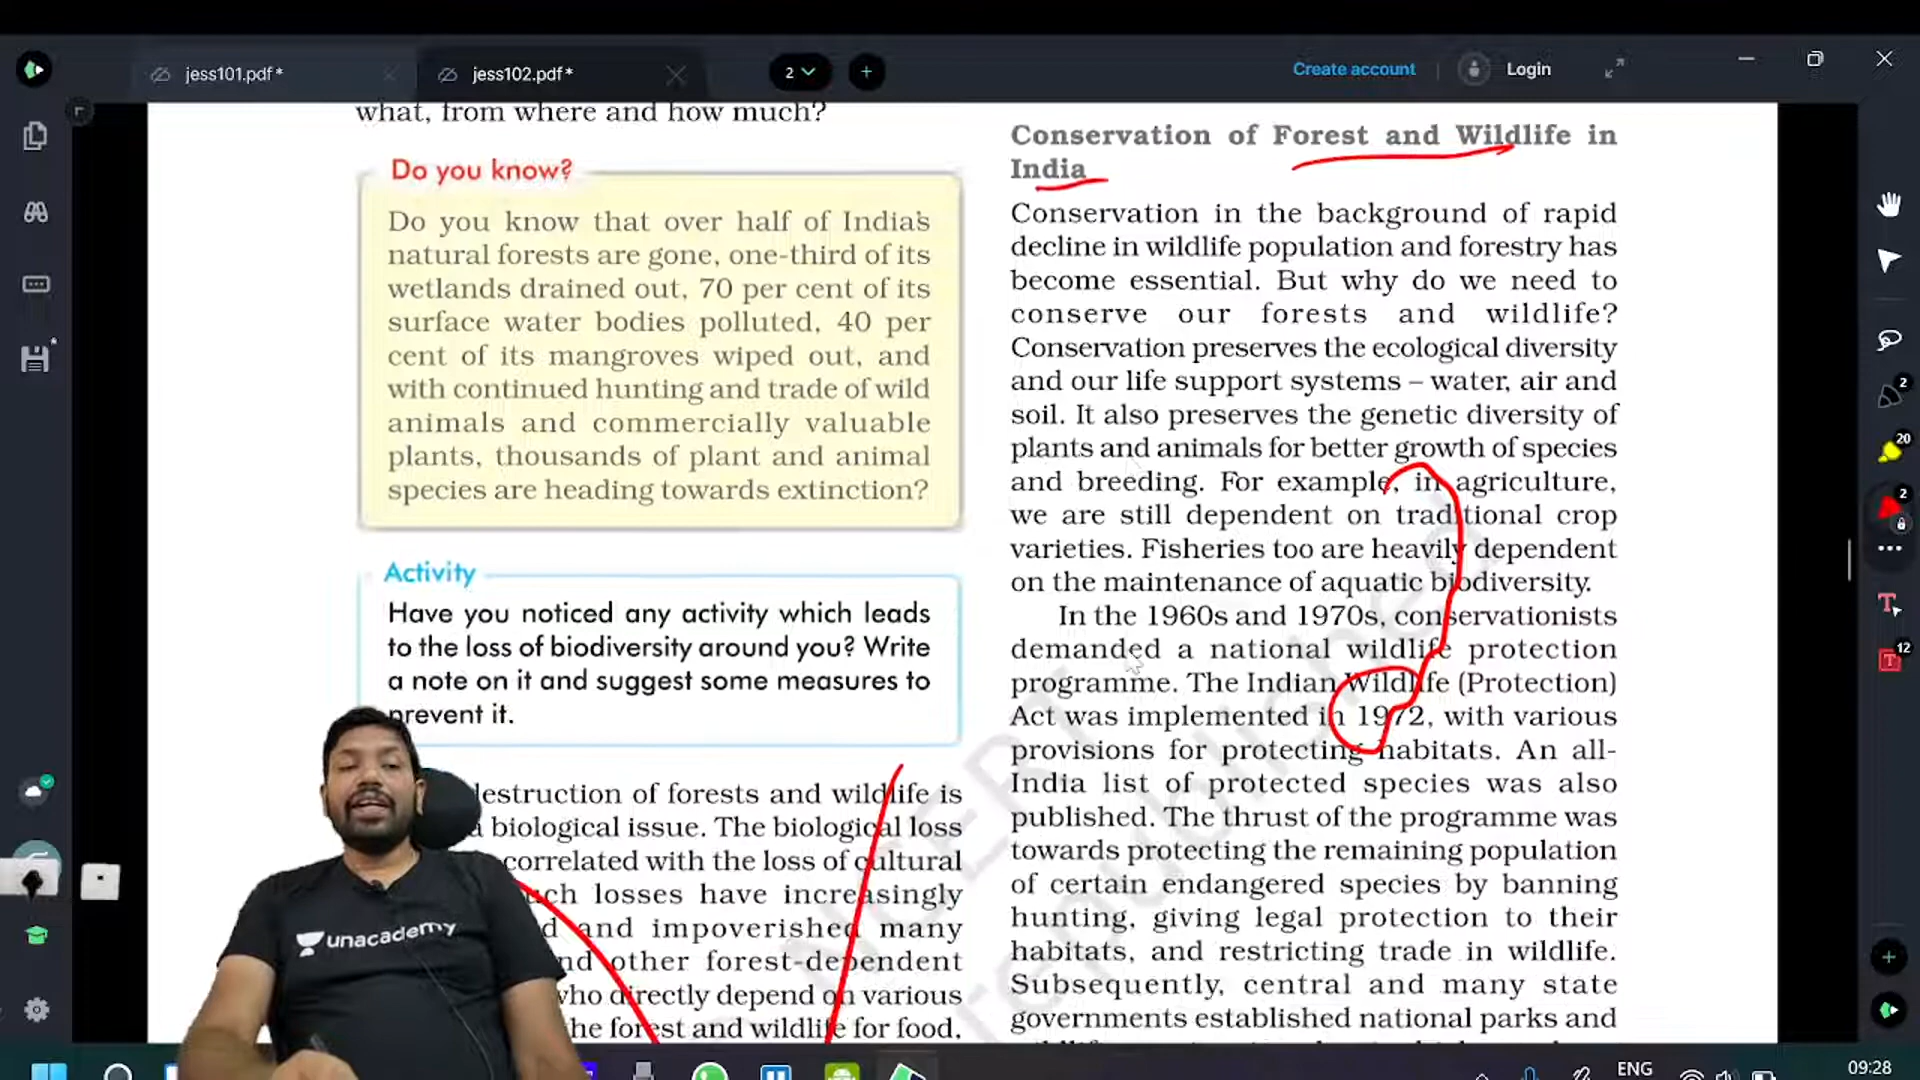 jess101.pdf*
jess102.pdf*
2
Create account
Login
what, from where and how much?
Do you know?
Do you know that over half of India's
natural forests are gone, one-third of its
wetlands drained out, 70 per cent of its
surface water bodies polluted, 40 per
cent of its mangroves wiped out, and
with continued hunting and trade of wild
animals and commercially valuable
plants, thousands of plant and animal
species are heading towards extinction?
Activity
Have you noticed any activity which leads
to the loss of biodiversity around you? Write
a note on it and suggest some measures to
prevent it.
destruction of forests and wildlife is
a biological issue. The biological loss
correlated with the loss of cultural
such losses have increasingly
and impoverished many
and other forest-dependent
who directly depend on various
the forest and wildlife for food,
Conservation of Forest and Wildlife in
India
Conservation in the background of rapid
decline in wildlife population and forestry has
become essential. But why do we need to
conserve our forests and wildlife?
Conservation preserves the ecological diversity
and our life support systems – water, air and
soil. It also preserves the genetic diversity of
plants and animals for better growth of species
and breeding. For example, in agriculture,
we are still dependent on traditional crop
varieties. Fisheries too are heavily dependent
on the maintenance of aquatic biodiversity.
In the 1960s and 1970s, conservationists
demanded a national wildlife protection
programme. The Indian Wildlife (Protection)
Act was implemented in 1972, with various
provisions for protecting habitats. An all-
India list of protected species was also
published. The thrust of the programme was
towards protecting the remaining population
of certain endangered species by banning
hunting, giving legal protection to their
habitats, and restricting trade in wildlife.
Subsequently, central and many state
governments established national parks and
unacademy
2
20
2
T
T
12
ENG
09:28